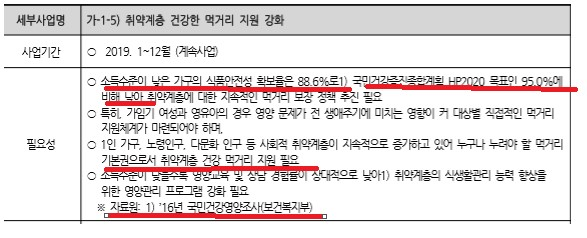 세부사업명 가-1-5) 취약계층 건강한 먹거리 지원 강화
사업기간 ○ 2019. 1~12월 (계속사업)
필요성
○ 소득수준이 낮은 가구의 식품안전성 확보률은 88.6%로1) 국민건강증진종합계획 HP2020 목표인 95.0%에
비해 낮아 취약계층에 대한 지속적인 먹거리 보장 정책 추진 필요
○ 특히, 가임기 여성과 영유아의 경우 영양 문제가 전 생애주기에 미치는 영향이 커 대상별 직접적인 먹거리
지원체계가 마련되어야 하며,
○ 1인 가구, 노령인구, 다문화 인구 등 사회적 취약계층이 지속적으로 증가하고 있어 누구나 누려야 할 먹거리
기본권으로서 취약계층 건강 먹거리 지원 필요
○ 소득수준이 낮을수록 영양교육 및 상담 경험률이 상대적으로 낮아1) 취약계층의 식생활관리 능력 향상을
위한 영양관리 프로그램 강화 필요
※ 자료원: 1) '16년 국민건강영양조사(보건복지부)